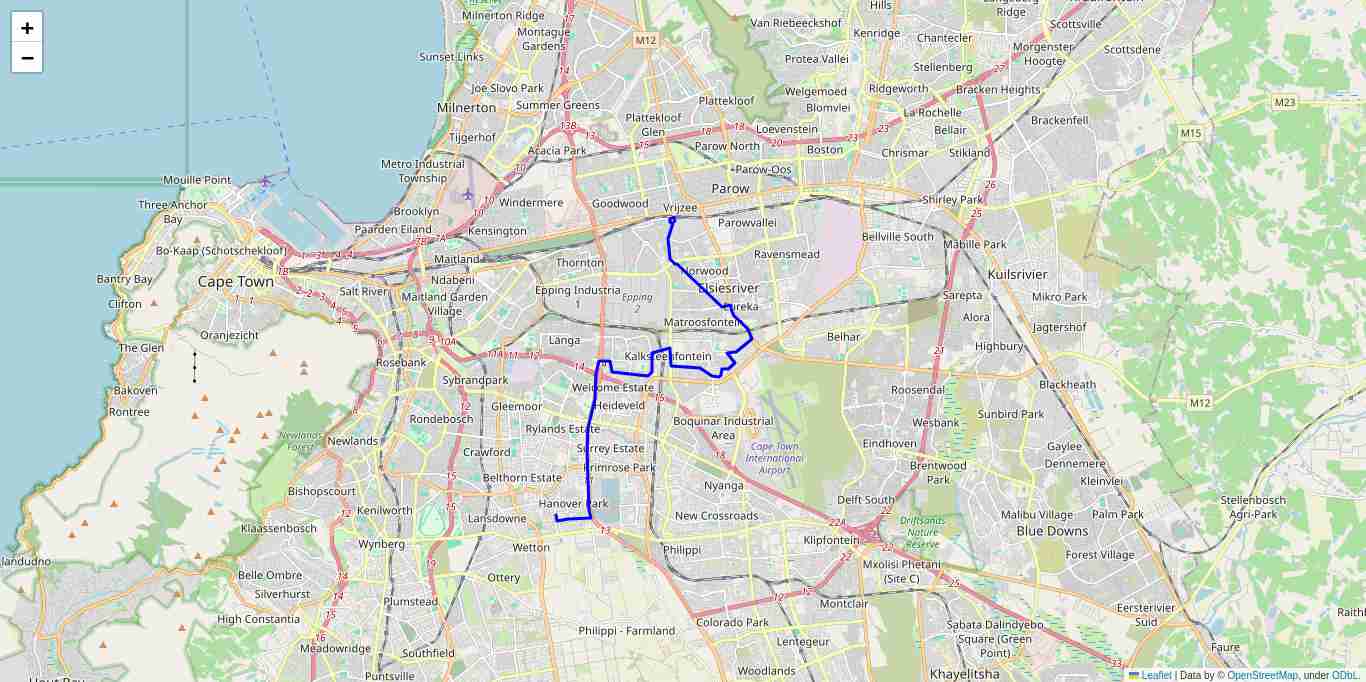 +
−
Milnerton Ridge
Montague
Gardens
Sunset Links
M12
Van Riebeeckshof
Hills
Kenridge
Chantecler
Ridge
Scottsville
Morgenster
Hoogte
Scottsdene
Protea Vallei
Stellenberg
Joe Slovo Park
Milnerton
Summer Greens
Plattekloof
Welgemoed
Blomvlei
Ridgeworth
Bracken Heights
M23
Tijgerhof
Plattekloof
Glen
Loevenstein
La Rochelle
Bellair
Brackenfell
M15
Metro Industrial
Township
Acacia Park
Parow North
Boston
Chrismar
Stikland
Parow-Oos
Mouille Point
Parow
Three Anchor
Bay
Brooklyn
Windermere
Goodwood
Vrijzee
Shirley Park
Paarden Eiland
Kensington
Parowvallei
Bellville South
Mabille Park
Bo-Kaap (Schotschekloof)
Maitland
Thornton
Ravensmead
Bantry Bay
Cape Town
Ndabeni
Norwood
Kuilsrivier
Clifton
Salt River
Maitland Garden
Village
Epping Industria
1
Epping
2
Elsiesriver
Sarepta
Mikro Park
Oranjezicht
Eureka
Alora
Matroosfontein
Jagtershof
The Glen
Langa
Belhar
Highbury
Rosebank
Kalksteenfontein
Sybrandpark
Welcome Estate
Roosendal
Blackheath
Bakoven
Gleemoor
Heideveld
M12
Rontree
Rondebosch
Boquinar Industrial
Area
Sunbird Park
Rylands Estate
Wesbank
Newlands
Forest
Newlands
Crawford
Surrey Estate
Cape Town
International
Airport
Eindhoven
Gaylee
Primrose Park
Brentwood
Park
Dennemere
Belthorn Estate
Nyanga
Kleinvlei
Bishopscourt
Hanover Park
Delft South
Stellenbosch
Agri-Park
Kenilworth
Lansdowne
New Crossroads
Malibu Village
Palm Park
Klaassenbosch
Driftsands
Nature
Reserve
Blue Downs
Wynberg
Wetton
Philippi
Klipfontein
Forest Village
llandudno
Mxolisi Phetani
(Site C)
Belle Ombre
Ottery
Silverhurst
Plumstead
Montclair
Eersterivier
Suid
Raith
High Constantia
Colorado Park
Philippi - Farmland
Sabata Dalindyebo
Square (Green
Point)
Lentegeur
Faure
Meadowridge
Southfield
Woodlands
Khayelitsha
Puntsville
Hout Bay
Leaflet | Data by © OpenStreetMap, under ODbL.